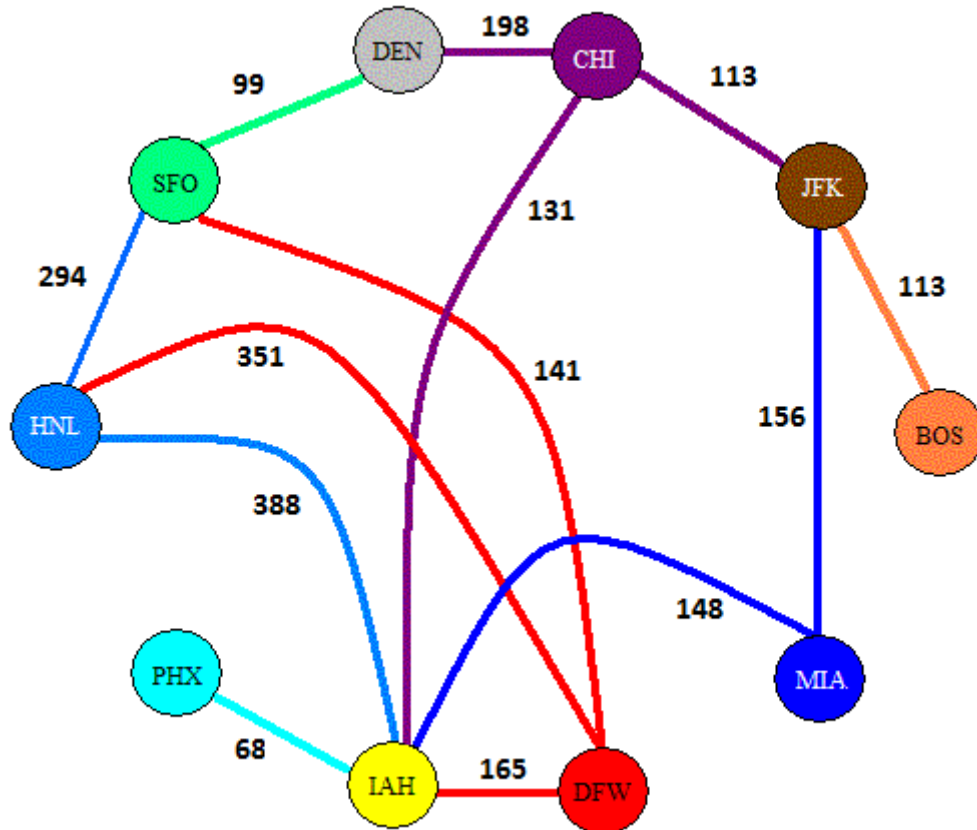 DEN
198
CHI
99
113
SFO
JFK
131
294
113
351
141
HNL
156
BOS
388
148
PHX
MIA
68
IAH
165
DFW